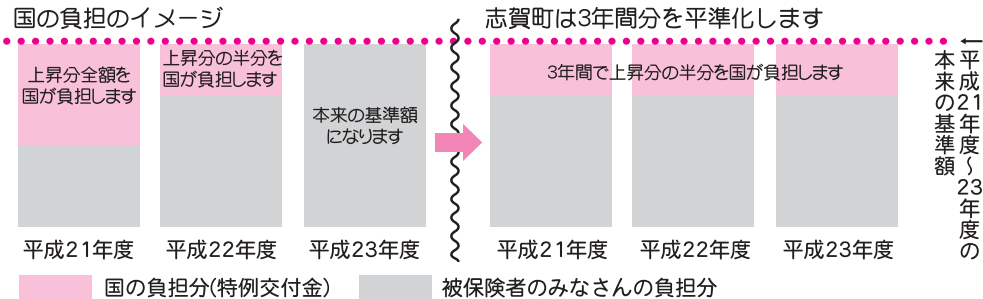 国の負担のイメージ
上昇分全額を
国が負担します
上昇分の半分を
国が負担します
本来の基準額
になります
平成21年度
平成22年度
平成23年度
志賀町は3年間分を平準化します
3年間で上昇分の半分を国が負担します
平成21年度
平成22年度
平成23年度
←平成21年度～23年度の
本来の基準額
国の負担分(特例交付金)
被保険者のみなさんの負担分